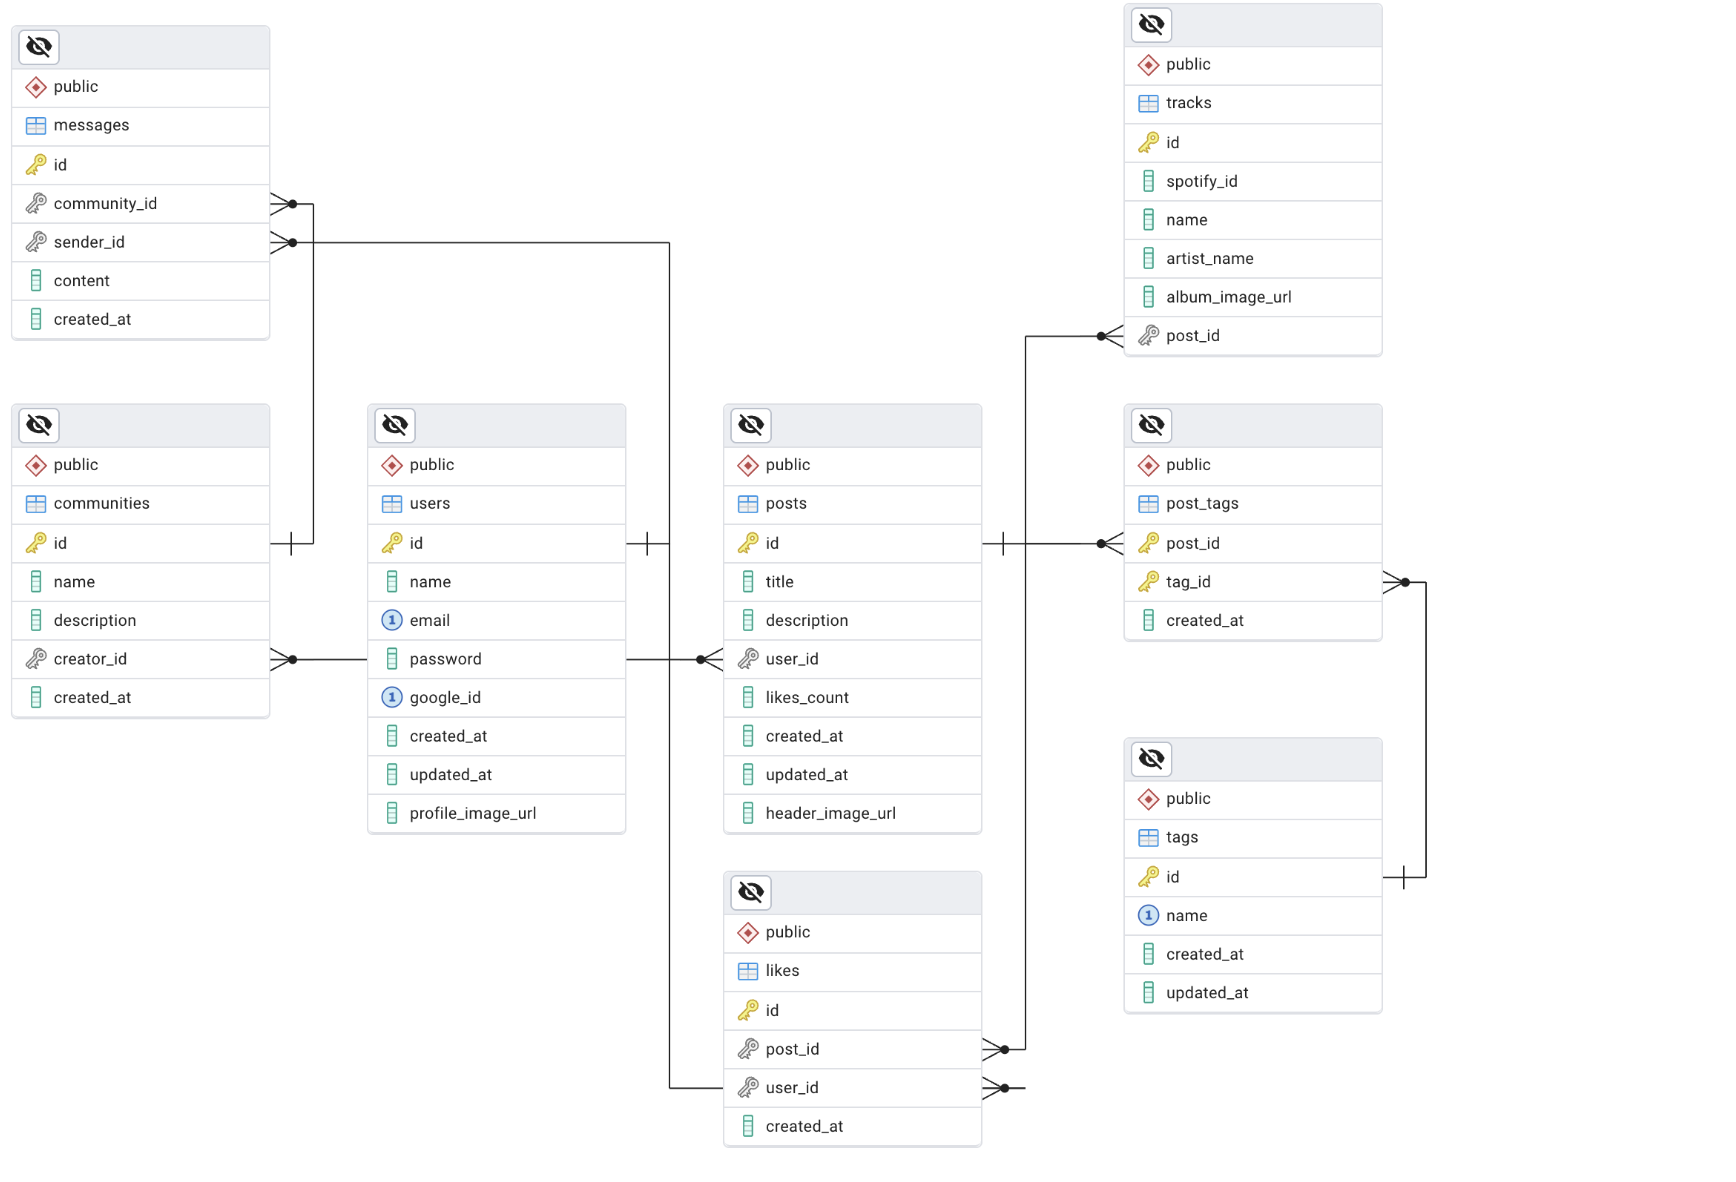 public
messages
id
community_id
sender_id
content
created_at
public
communities
id
name
description
creator_id
created_at
public
users
id
name
1 email
password
1 google_id
created_at
updated_at
profile_image_url
public
posts
id
title
description
user_id
likes_count
created_at
updated_at
header_image_url
public
likes
id
post_id
user_id
created_at
public
tracks
id
spotify_id
name
artist_name
album_image_url
post_id
public
post_tags
post_id
tag_id
created_at
public
tags
id
1 name
created_at
updated_at